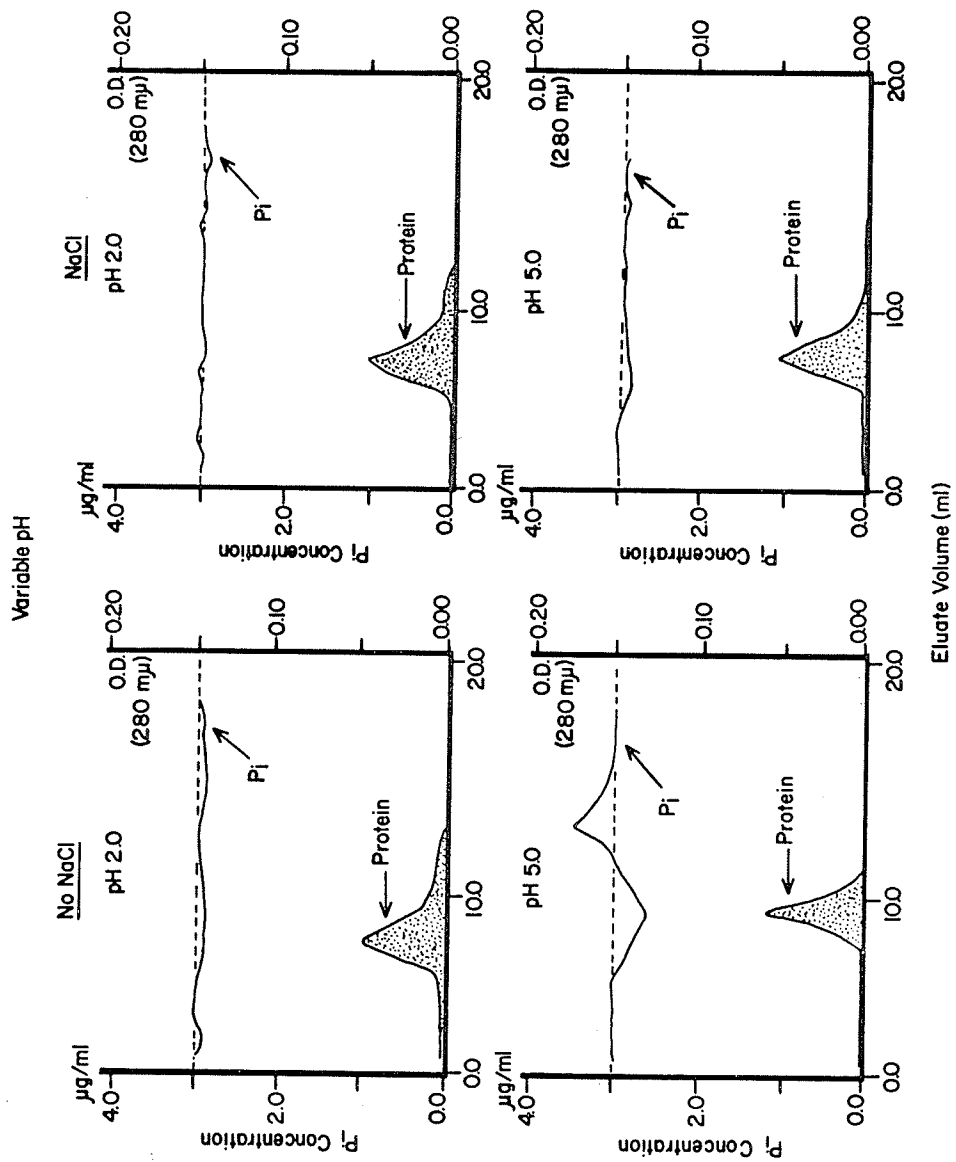 Variable pH
No NaCl
pH 2.0
µg/ml
4.0
2.0
0.0
Pi Concentration
O.D.
(280 mµ)
0.20
0.10
0.00
Pi
Protein
0.0
10.0
20.0
NaCl
pH 2.0
µg/ml
4.0
2.0
0.0
Pi Concentration
O.D.
(280 mµ)
0.20
0.10
0.00
Pi
Protein
0.0
10.0
20.0
pH 5.0
µg/ml
4.0
2.0
0.0
Pi Concentration
O.D.
(280 mµ)
0.20
0.10
0.00
Pi
Protein
0.0
10.0
20.0
pH 5.0
µg/ml
4.0
2.0
0.0
Pi Concentration
O.D.
(280 mµ)
0.20
0.10
0.00
Pi
Protein
0.0
10.0
20.0
Eluate Volume (ml)